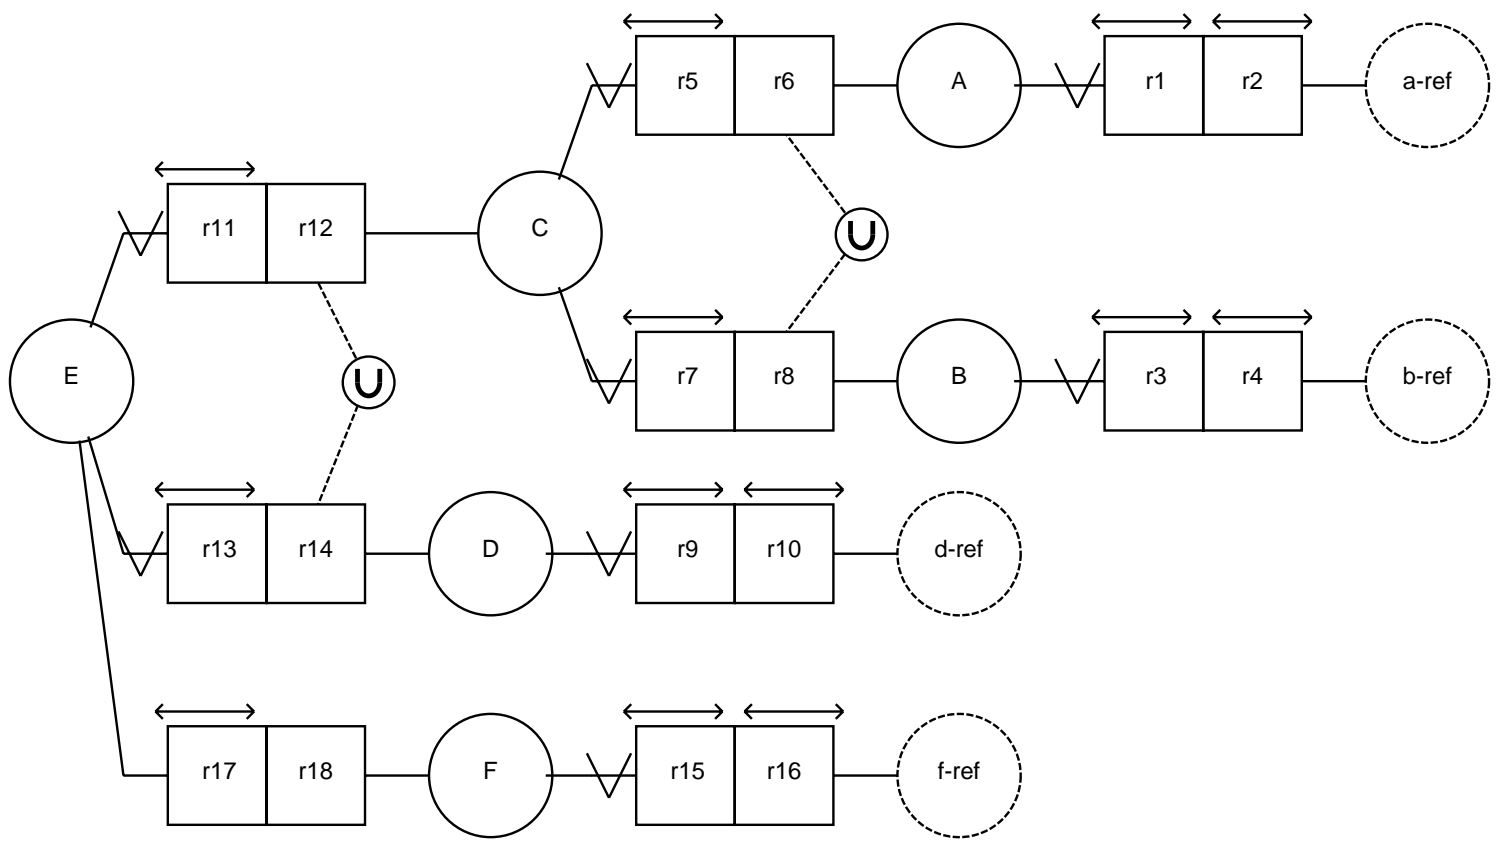 r5 r6 A r1 r2 a-ref
r11 r12 C U
E U r7 r8 B r3 r4 b-ref
r13 r14 D r9 r10 d-ref
r17 r18 F r15 r16 f-ref